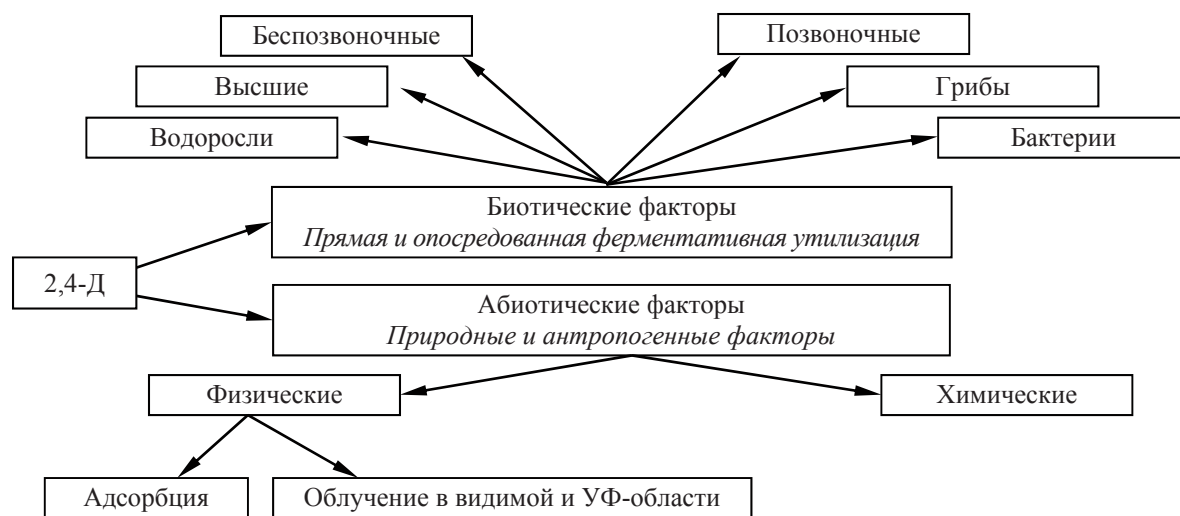 Беспозвоночные
Позвоночные
Высшие
Грибы
Водоросли
Бактерии
Биотические факторы
Прямая и опосредованная ферментативная утилизация
2,4-Д
Абиотические факторы
Природные и антропогенные факторы
Физические
Химические
Адсорбция
Облучение в видимой и УФ-области